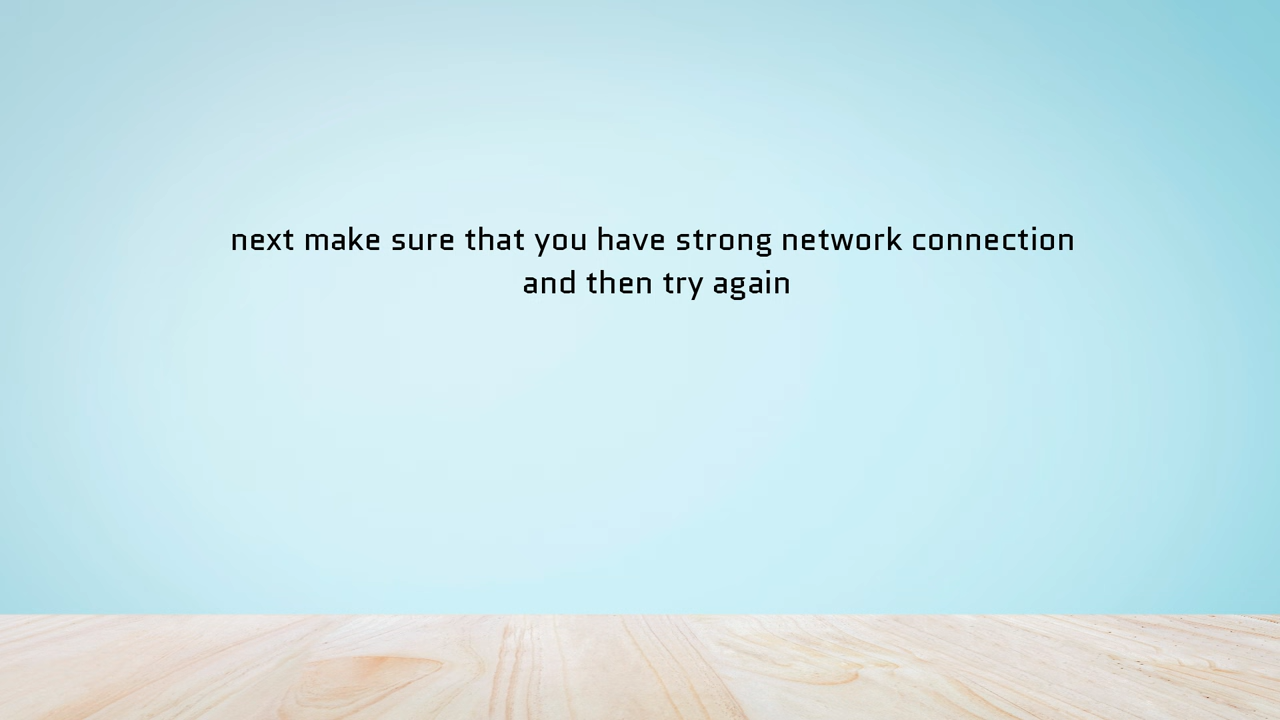 next make sure that you have strong network connection
and then try again